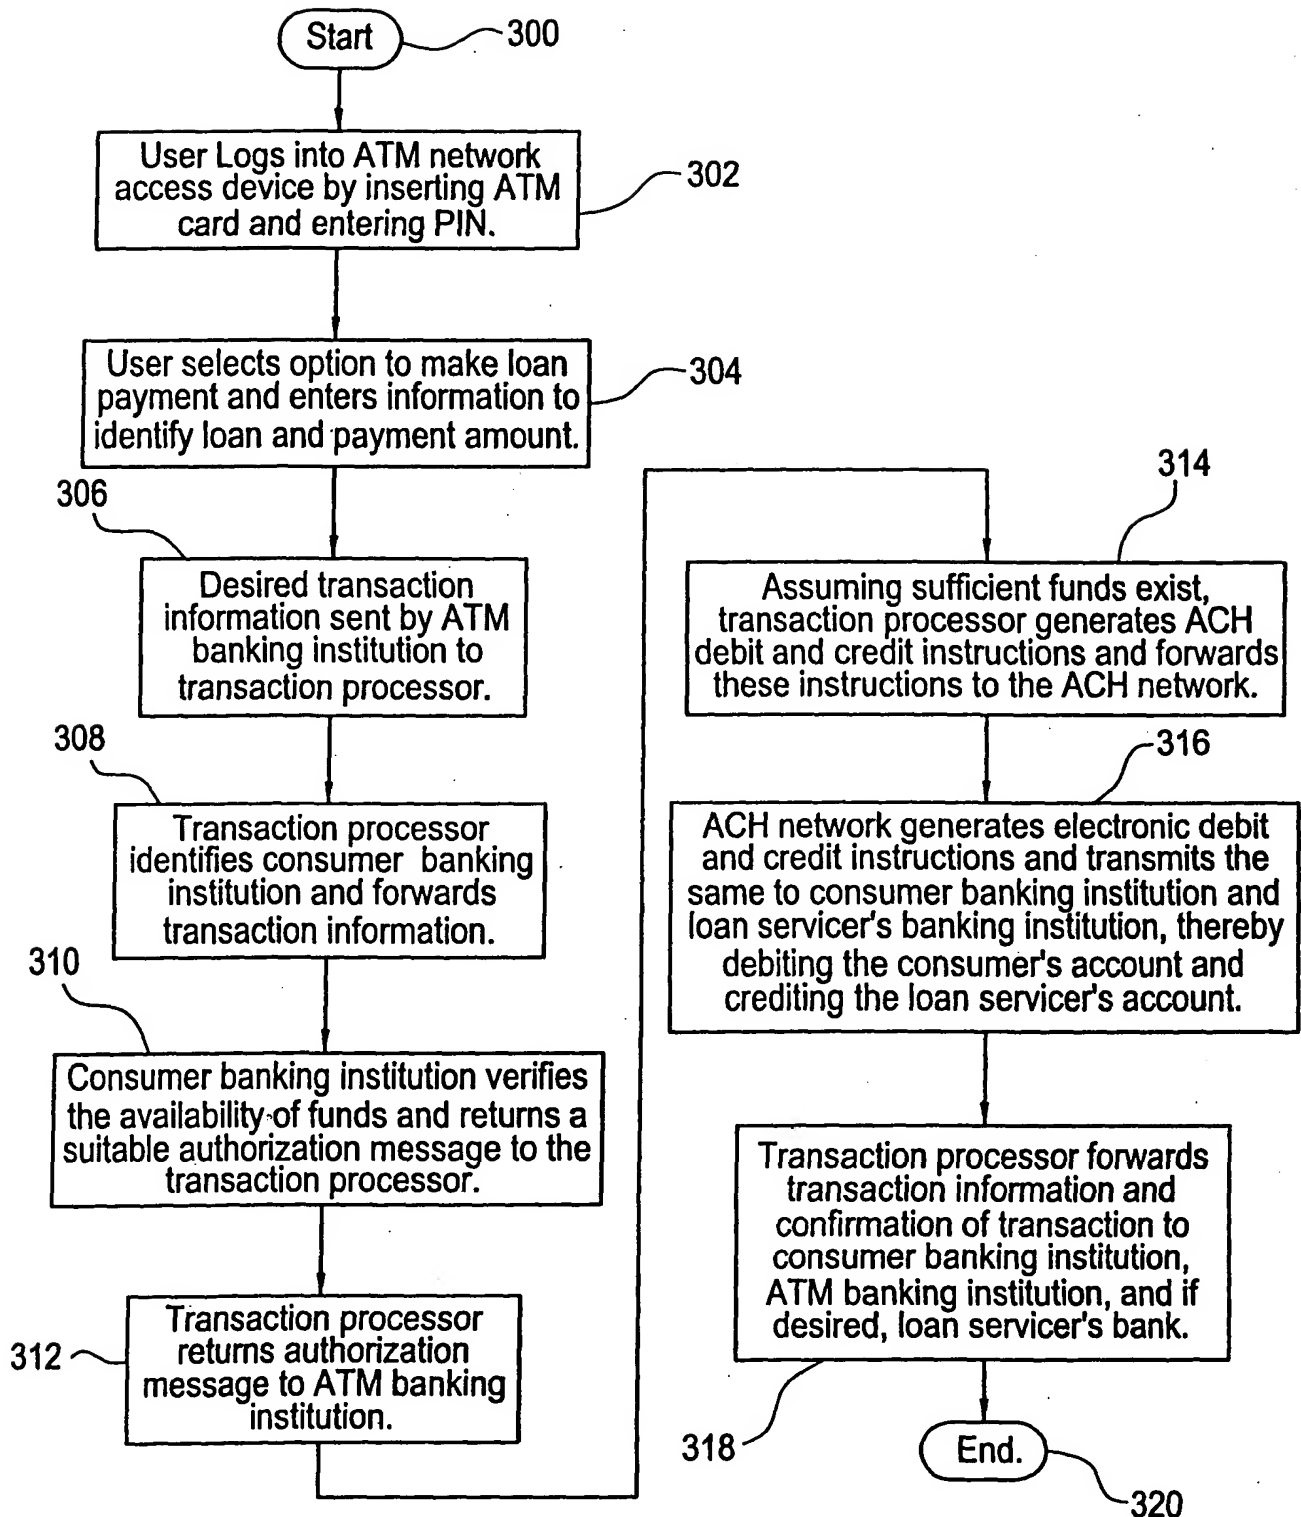 Start
300
User Logs into ATM network
access device by inserting ATM
card and entering PIN.
302
User selects option to make loan
payment and enters information to
identify loan and payment amount.
304
306
Desired transaction
information sent by ATM
banking institution to
transaction processor.
308
Transaction processor
identifies consumer banking
institution and forwards
transaction information.
310
Consumer banking institution verifies
the availability of funds and returns a
suitable authorization message to the
transaction processor.
312
Transaction processor
returns authorization
message to ATM banking
institution.
314
Assuming sufficient funds exist,
transaction processor generates ACH
debit and credit instructions and forwards
these instructions to the ACH network.
316
ACH network generates electronic debit
and credit instructions and transmits the
same to consumer banking institution and
loan servicer's banking institution, thereby
debiting the consumer's account and
crediting the loan servicer's account.
Transaction processor forwards
transaction information and
confirmation of transaction to
consumer banking institution,
ATM banking institution, and if
desired, loan servicer's bank.
318
End.
320